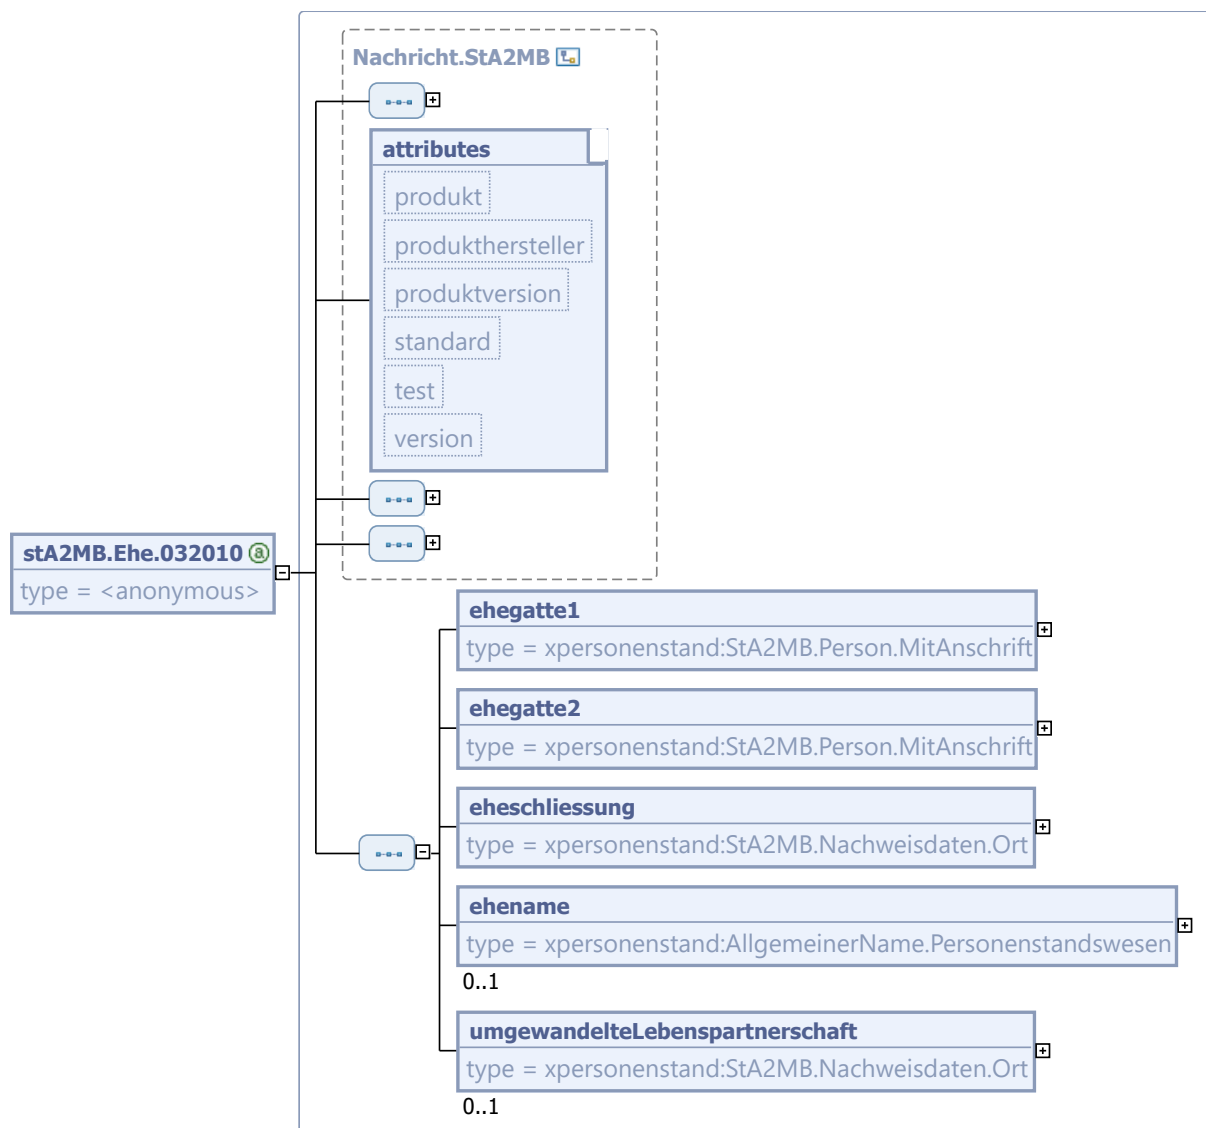 Nachricht.StA2MB
attributes
produkt
produkthersteller
produktversion
standard
test
version
stA2MB.Ehe.032010 @
type = <anonymous>
ehegatte1
type = xpersonenstand:StA2MB.Person.MitAnschrift
ehegatte2
type = xpersonenstand:StA2MB.Person.MitAnschrift
eheschliessung
type = xpersonenstand:StA2MB.Nachweisdaten.Ort
ehename
type = xpersonenstand:AllgemeinerName.Personenstandswesen
0..1
umgewandelteLebenspartnerschaft
type = xpersonenstand:StA2MB.Nachweisdaten.Ort
0..1